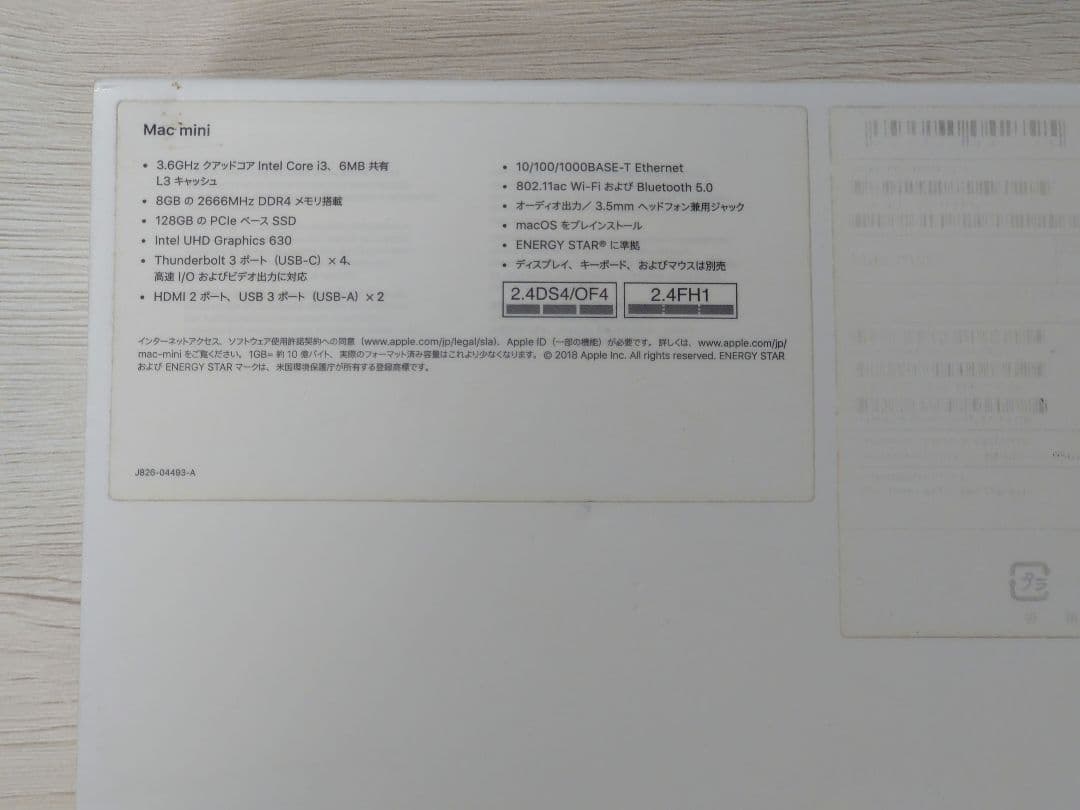 Mac mini
• 3.6GHz クアッドコア Intel Core i3、6MB 共有
L3 キャッシュ
• 8GB の 2666MHz DDR4 メモリ搭載
• 128GB の PCIe ベース SSD
• Intel UHD Graphics 630
• Thunderbolt 3 ポート（USB-C）× 4、
高速 I/O およびビデオ出力に対応
• HDMI 2 ポート、USB 3 ポート（USB-A）× 2
• 10/100/1000BASE-T Ethernet
• 802.11ac Wi-Fi および Bluetooth 5.0
• オーディオ出力／ 3.5mm ヘッドフォン兼用ジャック
• macOS をプレインストール
• ENERGY STAR® に準拠
• ディスプレイ、キーボード、およびマウスは別売
2.4DS4/OF4
2.4FH1
インターネットアクセス、ソフトウェア使用許諾契約への同意（www.apple.com/jp/legal/sla）、Apple ID（一部の機能）が必要です。詳しくは、www.apple.com/jp/
mac-mini をご覧ください。1GB= 約 10 億バイト、実際のフォーマット済み容量はこれより少なくなります。© 2018 Apple Inc. All rights reserved. ENERGY STAR
および ENERGY STAR マークは、米国環境保護庁が所有する登録商標です。
J826-04493-A